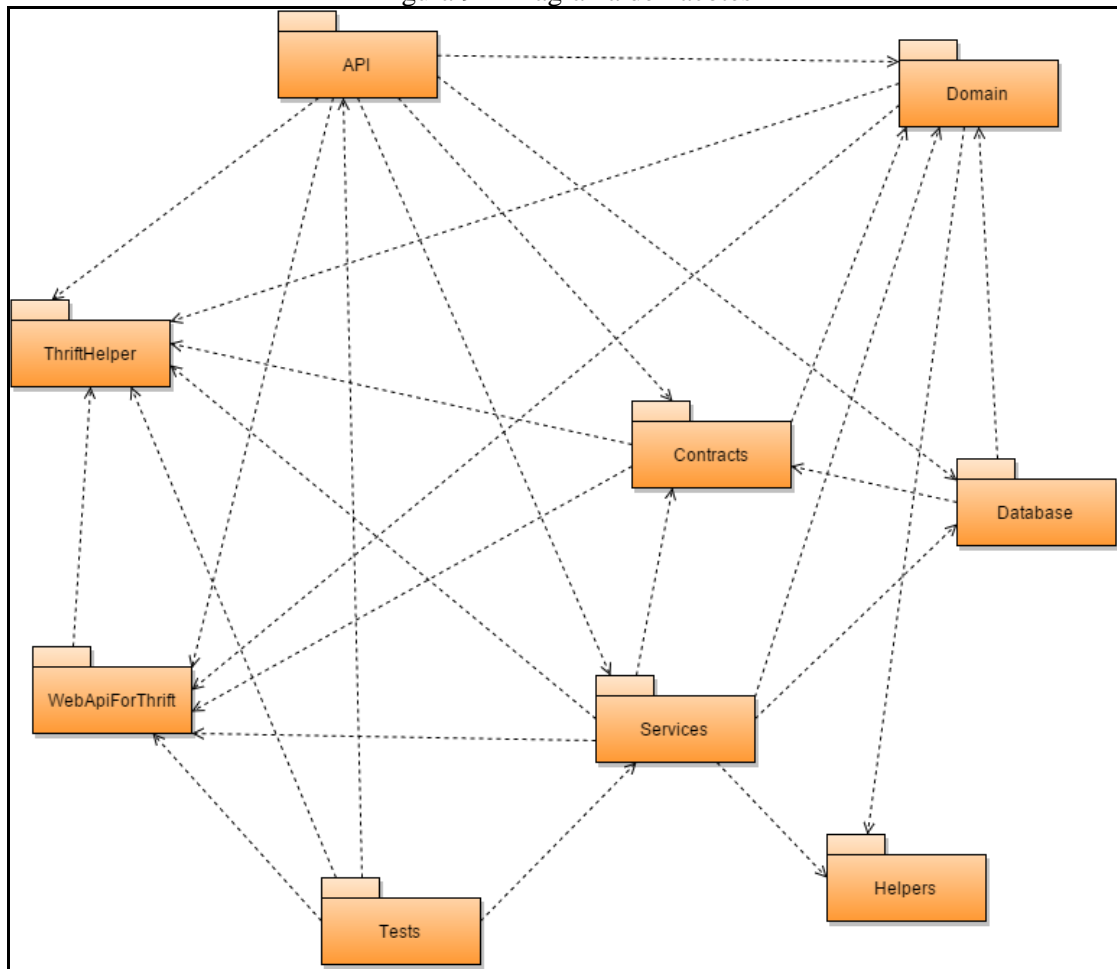 API
Domain
ThriftHelper
Contracts
Database
WebApiForThrift
Services
Helpers
Tests